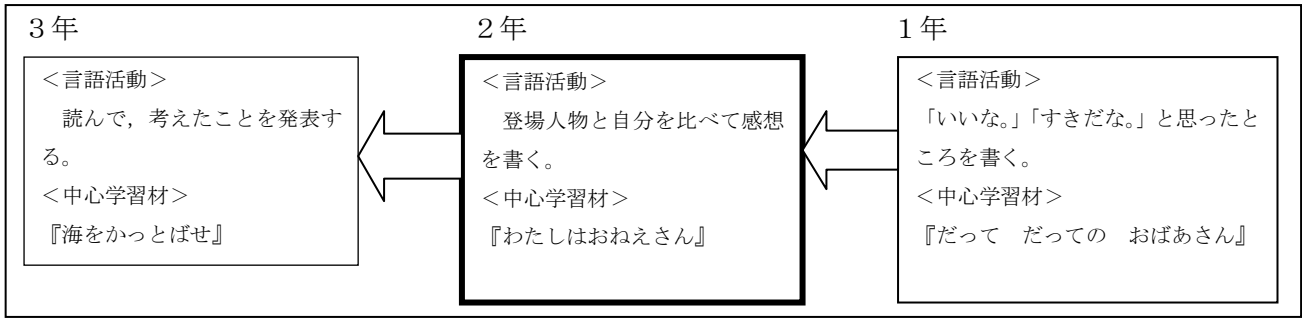 ３年
＜言語活動＞
　読んで，考えたことを発表す
る。
＜中心学習材＞
『海をかっとばせ』
２年
＜言語活動＞
　登場人物と自分を比べて感想
を書く。
＜中心学習材＞
『わたしはおねえさん』
１年
＜言語活動＞
「いいな。」「すきだな。」と思ったと
ころを書く。
＜中心学習材＞
『だって　だっての　おばあさん』